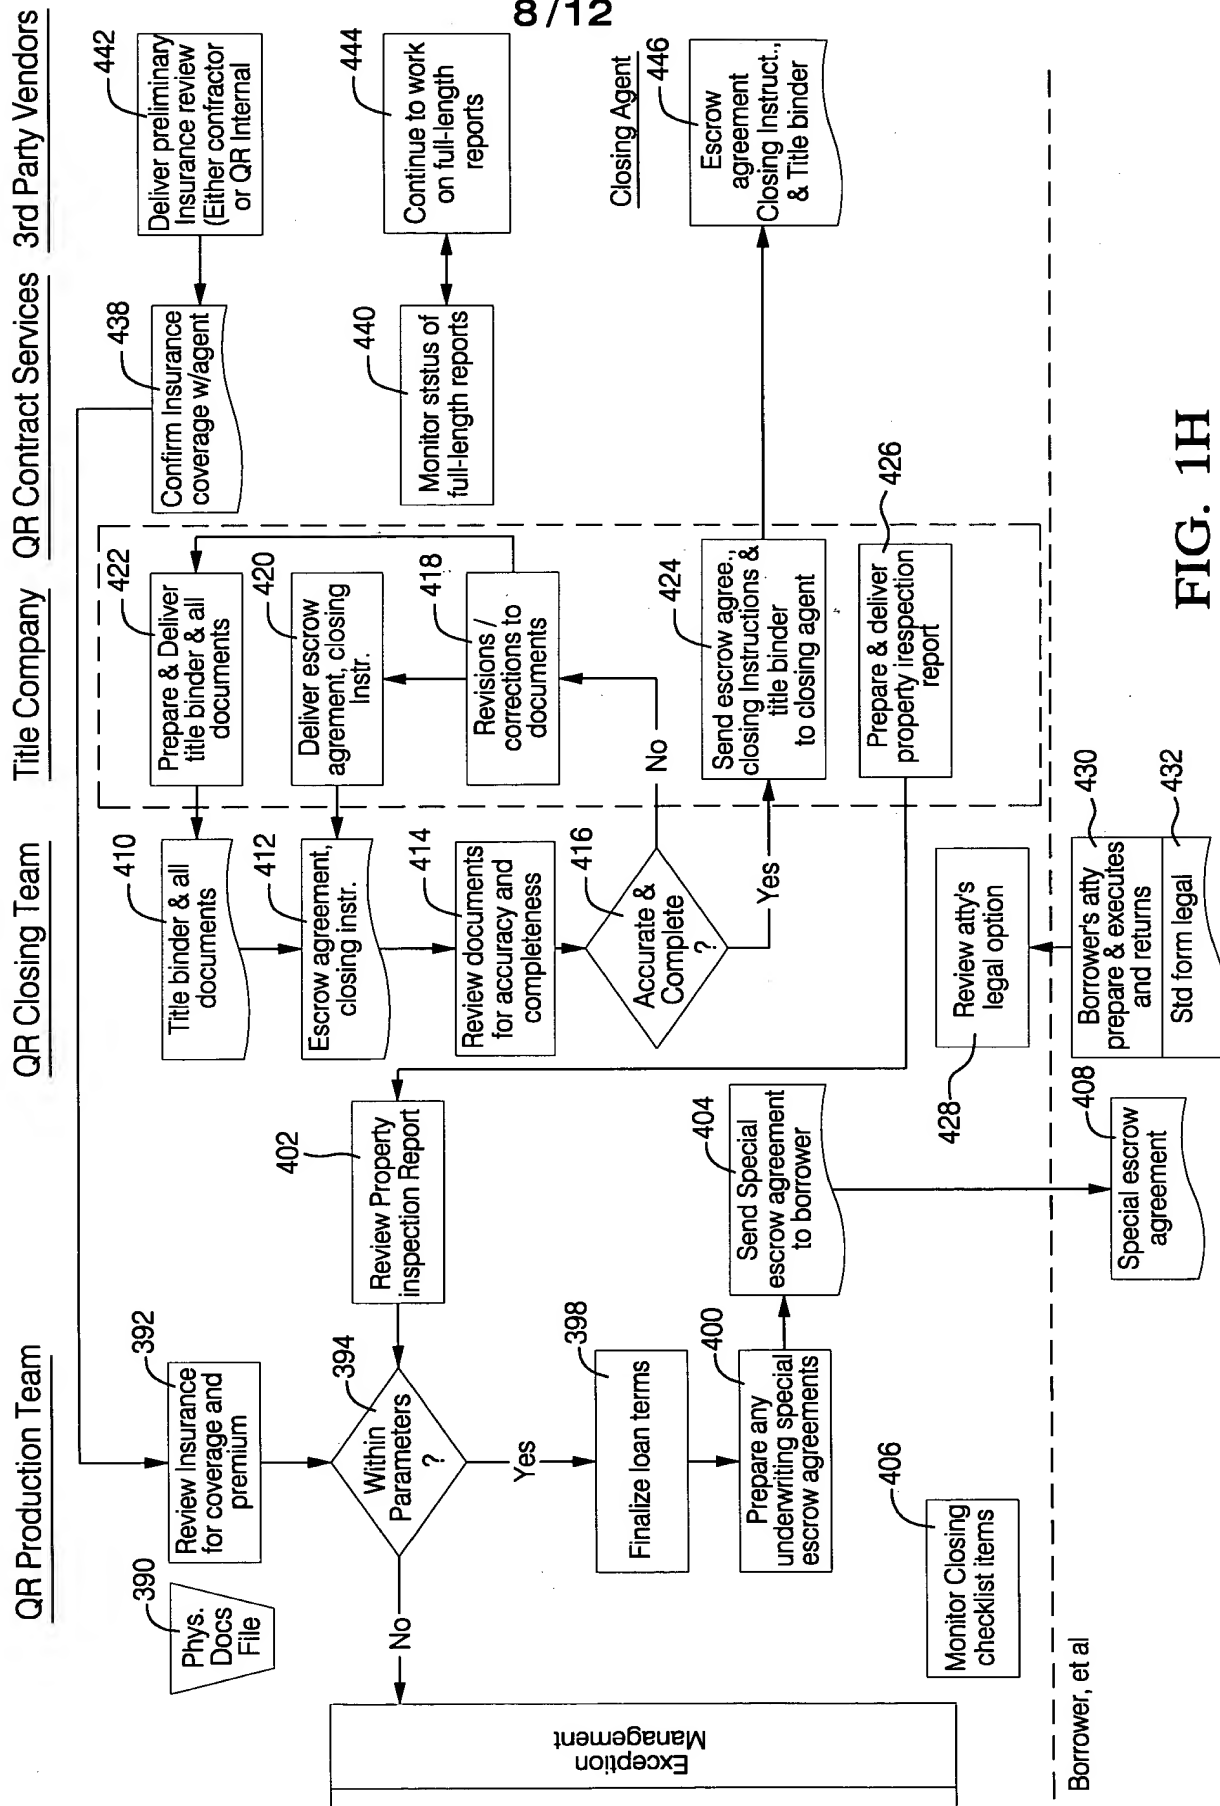 8/12
QR Production Team
QR Closing Team
Title Company
QR Contract Services
3rd Party Vendors
390
Phys.
Docs
File
392
Review Insurance
for coverage and
premium
394
Within
Parameters
?
No
Yes
Exception
Management
398
Finalize loan terms
400
Prepare any
underwriting special
escrow agreements
402
Review Property
inspection Report
404
Send Special
escrow agreement
to borrower
406
Monitor Closing
checklist items
410
Title binder & all
documents
412
Escrow agreement,
closing instr.
414
Review documents
for accuracy and
completeness
416
Accurate &
Complete
?
No
Yes
428
Review atty's
legal option
422
Prepare & Deliver
title binder & all
documents
420
Deliver escrow
agrement, closing
Instr.
418
Revisions /
corrections to
documents
424
Send escrow agree.,
closing Instructions &
title binder
to closing agent
426
Prepare & deliver
property irespection
report
438
Confirm Insurance
coverage w/agent
440
Monitor ststus of
full-length reports
442
Deliver preliminary
Insurance review
(Either confractor
or QR Internal
444
Continue to work
on full-length
reports
Closing Agent
446
Escrow
agreement
Closing Instruct.,
& Title binder
Borrower, et al
408
Special escrow
agreement
430
Borrower's atty
prepare & executes
and returns
432
Std form legal
FIG. 1H